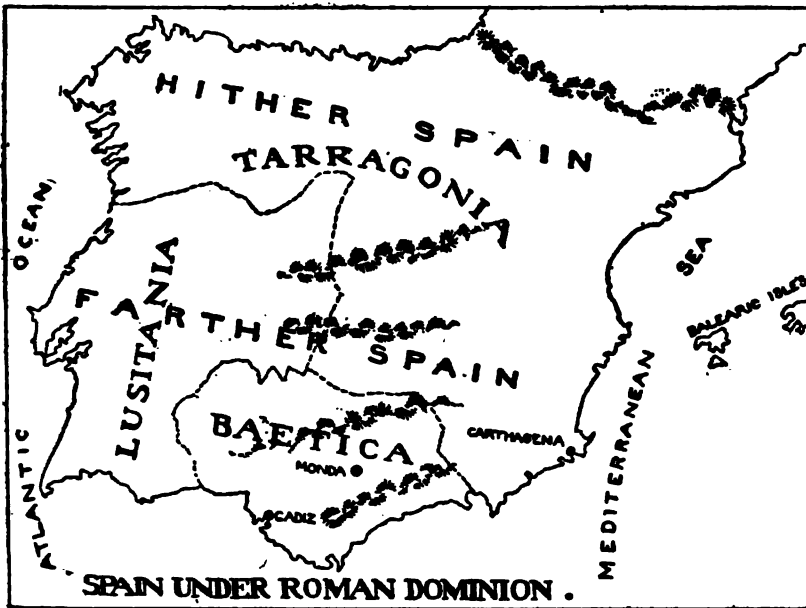 HITHER SPAIN
TARRAGONIA
OCEAN,
SEA
LUSITANIA
FARTHER SPAIN
BALEARIC ISLES
BAETICA
CARTHAGENA
MONDA
CADIZ
ATLANTIC
MEDITERRANEAN
SPAIN UNDER ROMAN DOMINION.